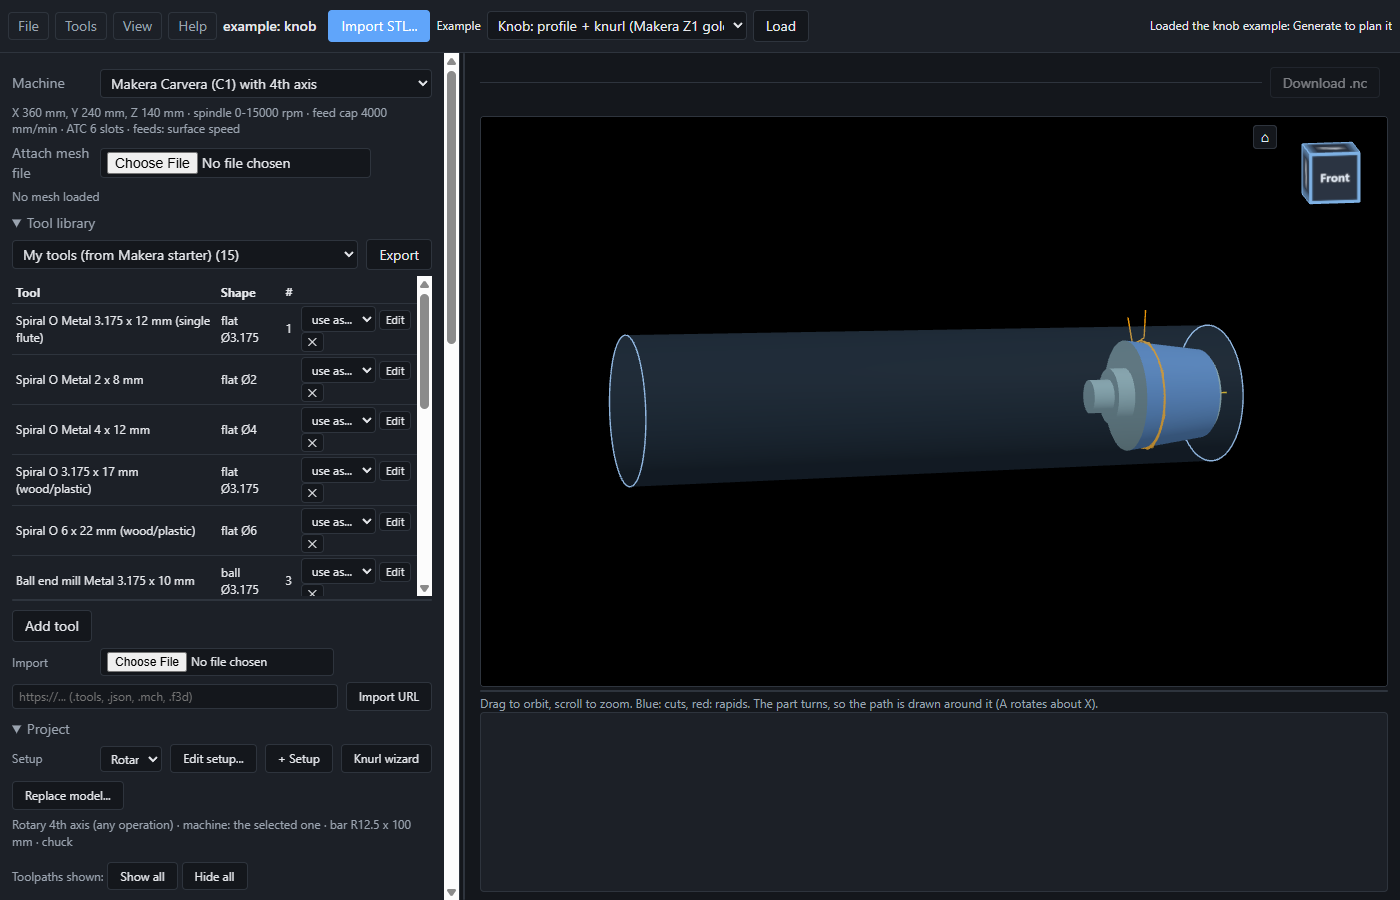 File Tools View Help example: knob Import STL... Example Knob: profile + knurl (Makera Z1 gol Load Loaded the knob example: Generate to plan it
Machine Makera Carvera (C1) with 4th axis
X 360 mm, Y 240 mm, Z 140 mm · spindle 0-15000 rpm · feed cap 4000
mm/min · ATC 6 slots · feeds: surface speed
Attach mesh
file Choose File No file chosen
No mesh loaded
▼ Tool library
My tools (from Makera starter) (15) Export
Tool Shape #
Spiral O Metal 3.175 x 12 mm (single
flute) flat
Ø3.175 1 use as... Edit
✕
Spiral O Metal 2 x 8 mm flat Ø2 use as... Edit
✕
Spiral O Metal 4 x 12 mm flat Ø4 use as... Edit
✕
Spiral O 3.175 x 17 mm
(wood/plastic) flat
Ø3.175 use as... Edit
✕
Spiral O 6 x 22 mm (wood/plastic) flat Ø6 use as... Edit
✕
Ball end mill Metal 3.175 x 10 mm ball
Ø3.175 3 use as... Edit
✕
Add tool
Import Choose File No file chosen
https://... (.tools, .json, .mch, .f3d) Import URL
▼ Project
Setup Rotar Edit setup... + Setup Knurl wizard
Replace model...
Rotary 4th axis (any operation) · machine: the selected one · bar R12.5 x 100
mm · chuck
Toolpaths shown: Show all Hide all
Download .nc
Front
Drag to orbit, scroll to zoom. Blue: cuts, red: rapids. The part turns, so the path is drawn around it (A rotates about X).